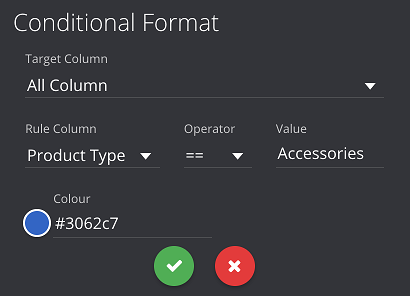 Conditional Format
Target Column
All Column
Rule Column Operator Value
Product Type == Accessories
Colour
#3062c7